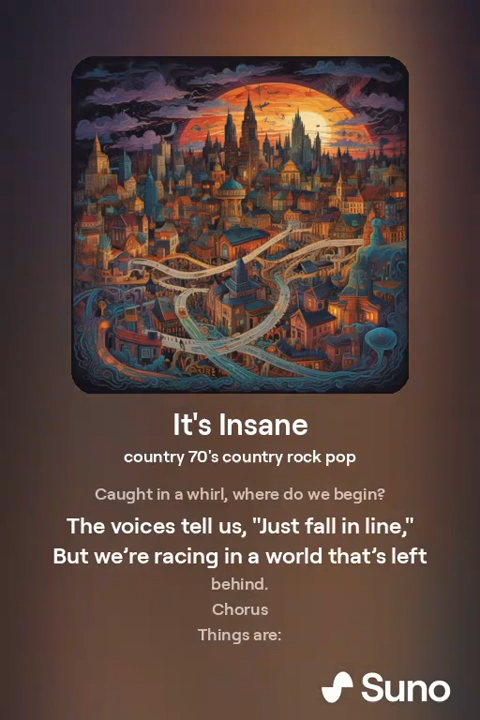 It's Insane
country 70's country rock pop
Caught in a whirl, where do we begin?
The voices tell us, "Just fall in line,"
But we’re racing in a world that’s left
behind.
Chorus
Things are:
Suno